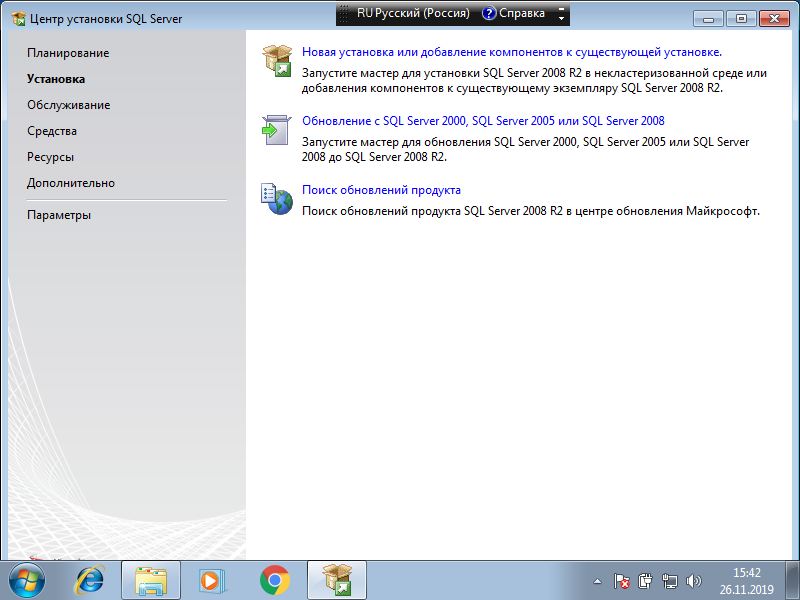 Центр установки SQL Server
RU Русский (Россия) ? Справка
Планирование
Установка
Обслуживание
Средства
Ресурсы
Дополнительно
Параметры
Новая установка или добавление компонентов к существующей установке.
Запустите мастер для установки SQL Server 2008 R2 в некластеризованной среде или
добавления компонентов к существующему экземпляру SQL Server 2008 R2.
Обновление с SQL Server 2000, SQL Server 2005 или SQL Server 2008
Запустите мастер для обновления SQL Server 2000, SQL Server 2005 или SQL Server
2008 до SQL Server 2008 R2.
Поиск обновлений продукта
Поиск обновлений продукта SQL Server 2008 R2 в центре обновления Майкрософт.
15:42
26.11.2019